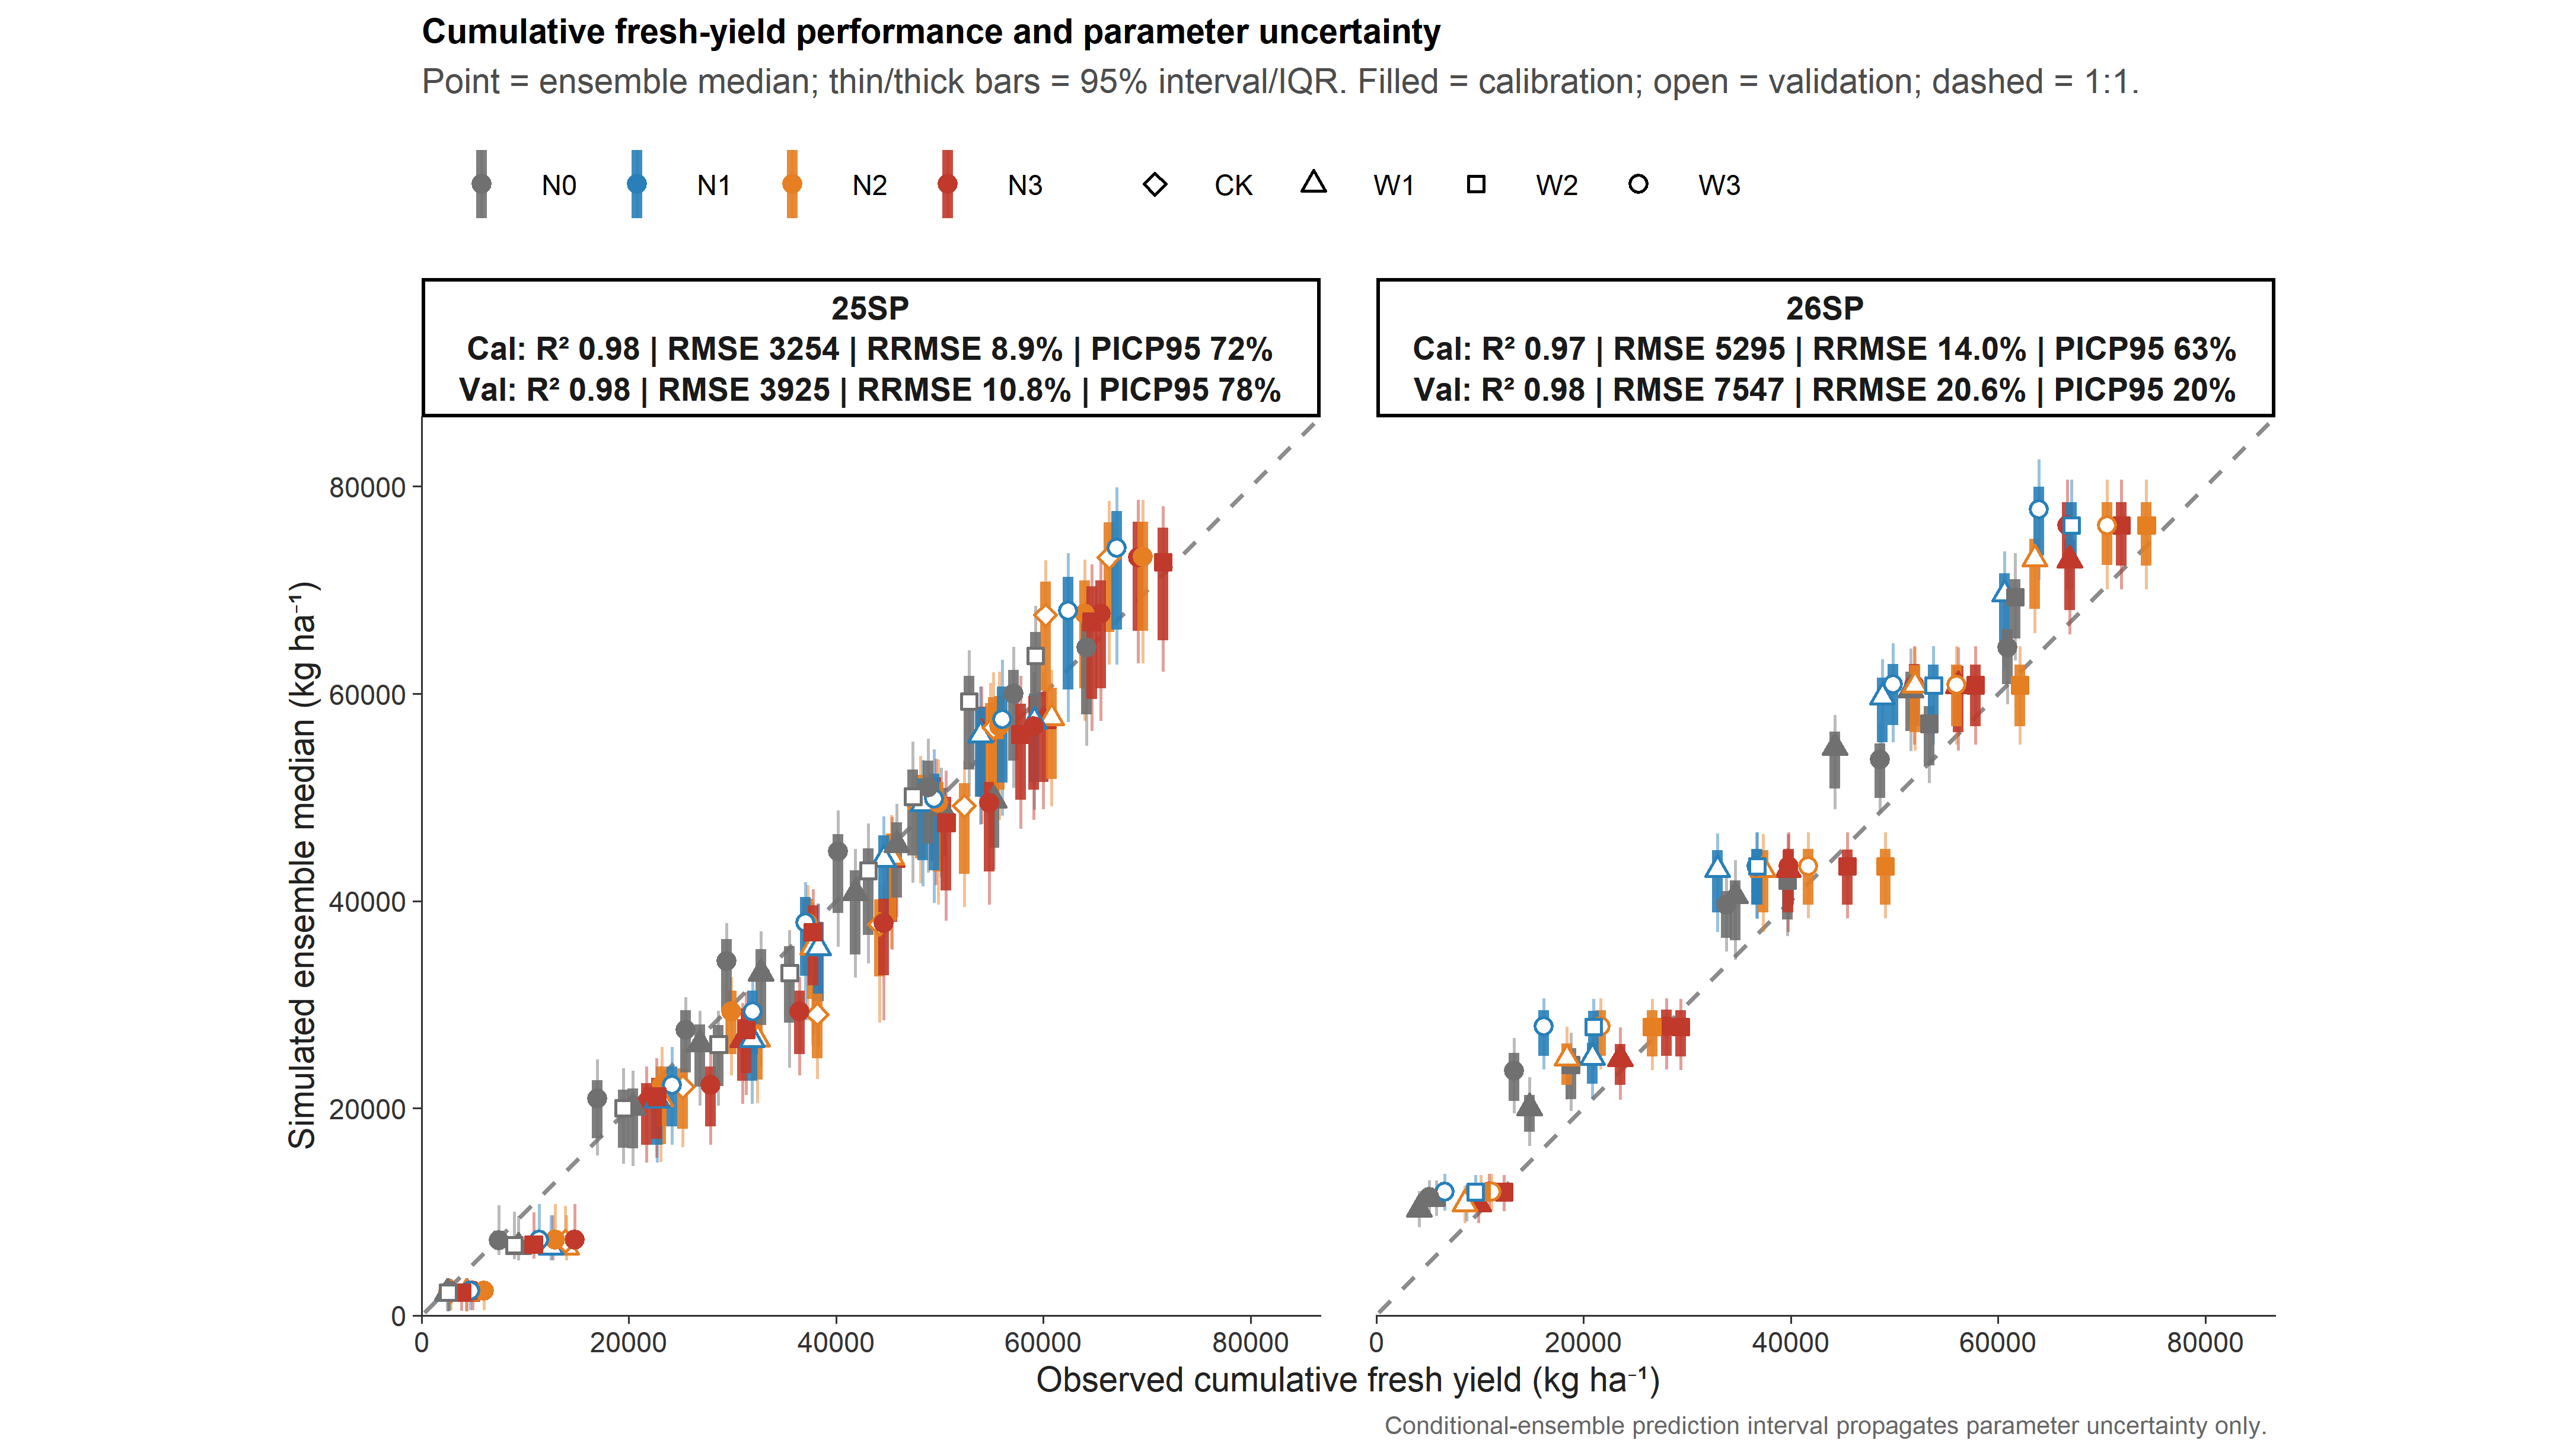 Cumulative fresh-yield performance and parameter uncertainty
Point = ensemble median; thin/thick bars = 95% interval/IQR. Filled = calibration; open = validation; dashed = 1:1.
N0 N1 N2 N3 CK W1 W2 W3
25SP
Cal: R² 0.98 | RMSE 3254 | RRMSE 8.9% | PICP95 72%
Val: R² 0.98 | RMSE 3925 | RRMSE 10.8% | PICP95 78%
26SP
Cal: R² 0.97 | RMSE 5295 | RRMSE 14.0% | PICP95 63%
Val: R² 0.98 | RMSE 7547 | RRMSE 20.6% | PICP95 20%
Simulated ensemble median (kg ha⁻¹)
80000
60000
40000
20000
0
0 20000 40000 60000 80000
0 20000 40000 60000 80000
Observed cumulative fresh yield (kg ha⁻¹)
Conditional-ensemble prediction interval propagates parameter uncertainty only.